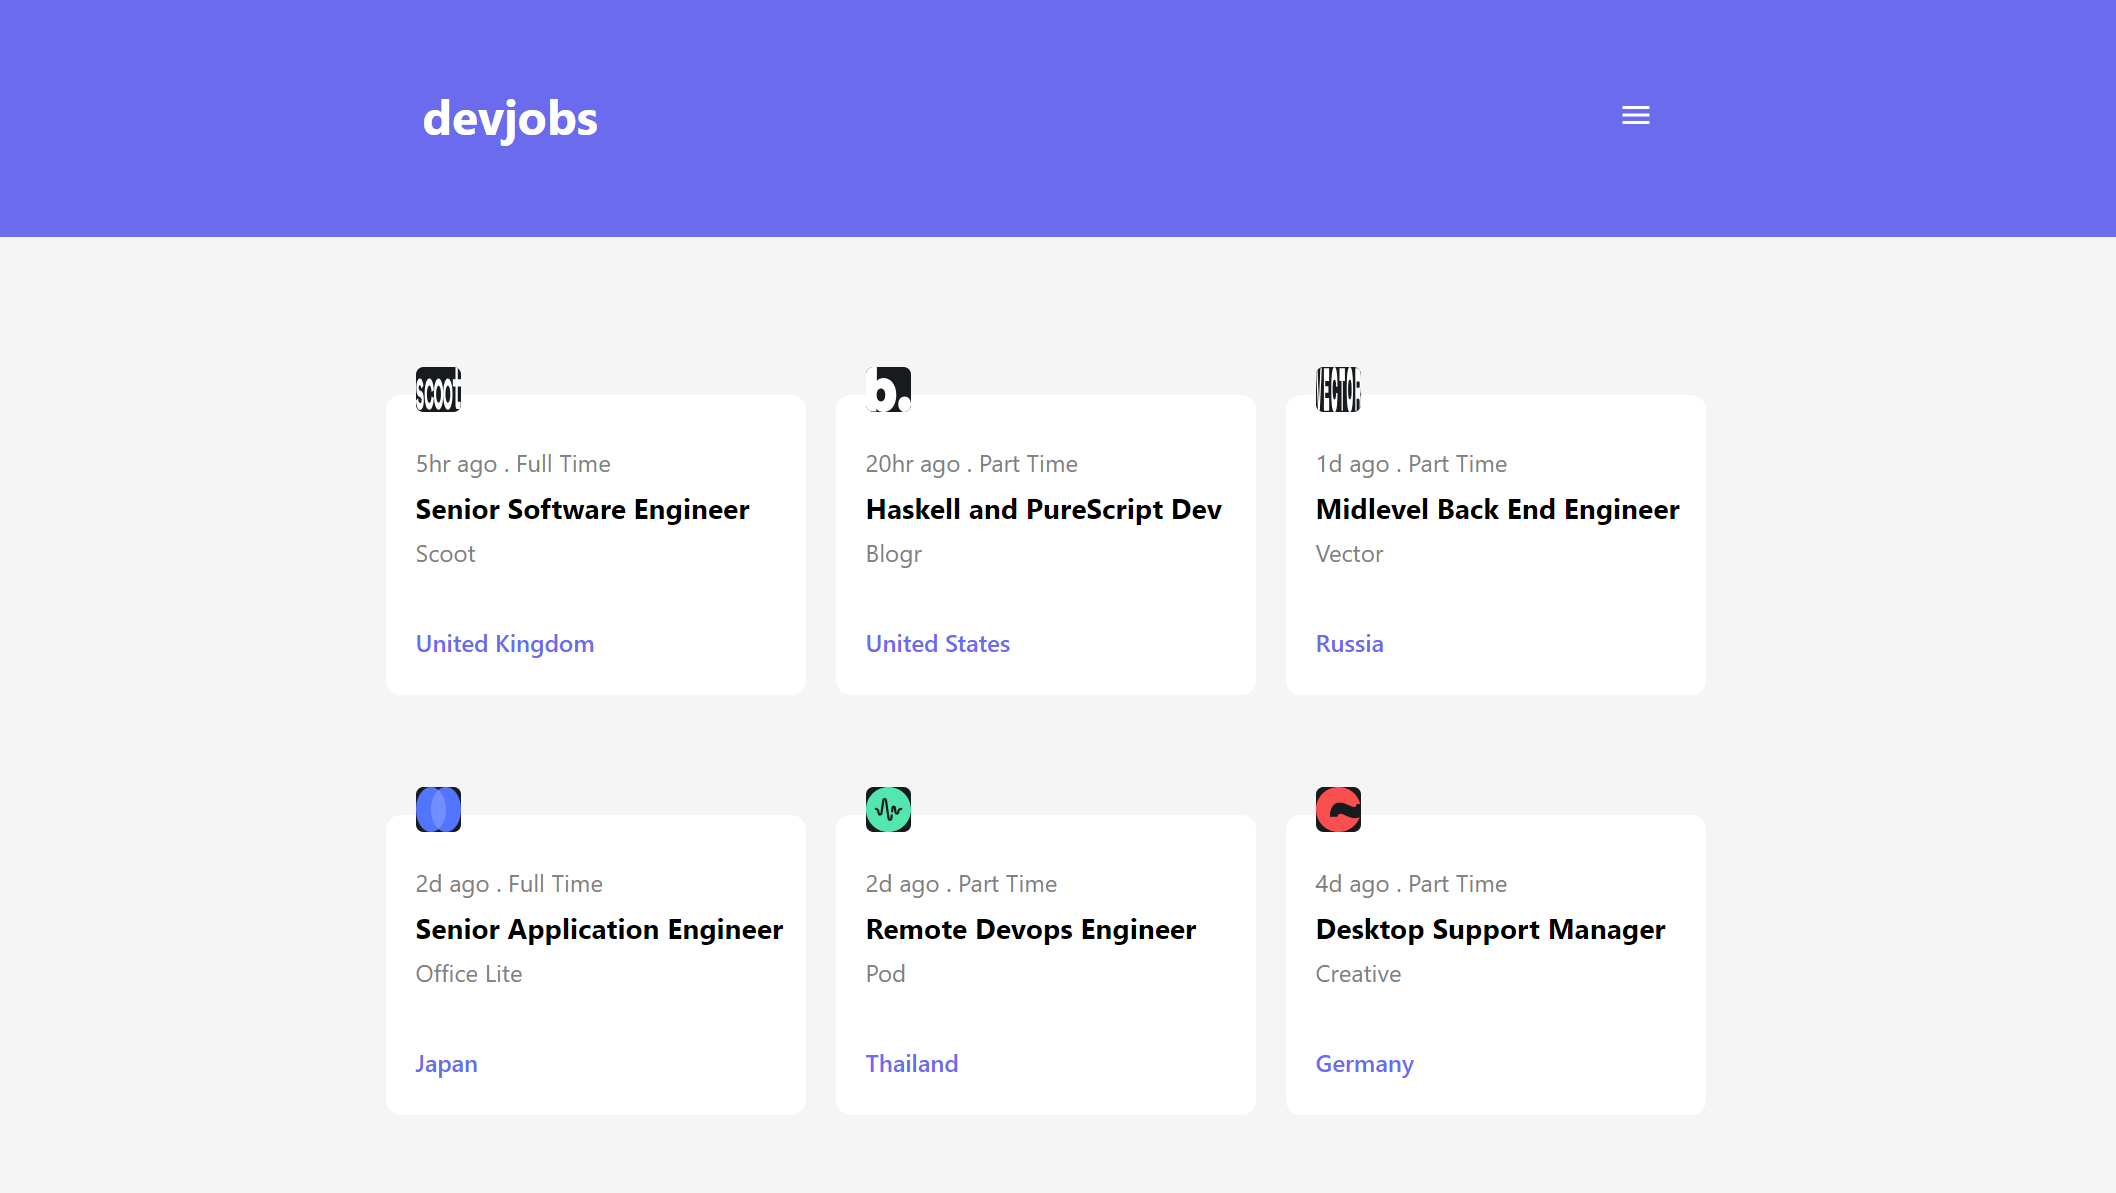 devjobs
scoot
b.
VECTOR
5hr ago . Full Time
Senior Software Engineer
Scoot
United Kingdom
20hr ago . Part Time
Haskell and PureScript Dev
Blogr
United States
1d ago . Part Time
Midlevel Back End Engineer
Vector
Russia
2d ago . Full Time
Senior Application Engineer
Office Lite
Japan
2d ago . Part Time
Remote Devops Engineer
Pod
Thailand
4d ago . Part Time
Desktop Support Manager
Creative
Germany